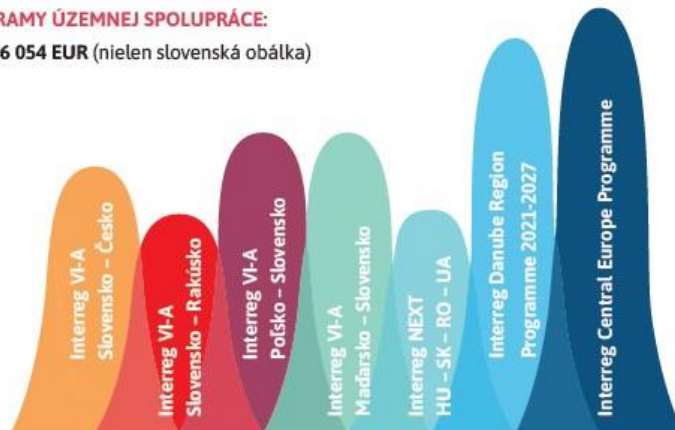 RAMY ÚZEMNEJ SPOLUPRÁCE:
6 054 EUR (nielen slovenská obálka)
Interreg VI-A
Slovensko – Česko
Interreg VI-A
Slovensko – Rakúsko
Interreg VI-A
Poľsko – Slovensko
Interreg VI-A
Maďarsko – Slovensko
Interreg NEXT
HU – SK – RO – UA
Interreg Danube Region
Programme 2021-2027
Interreg Central Europe Programme